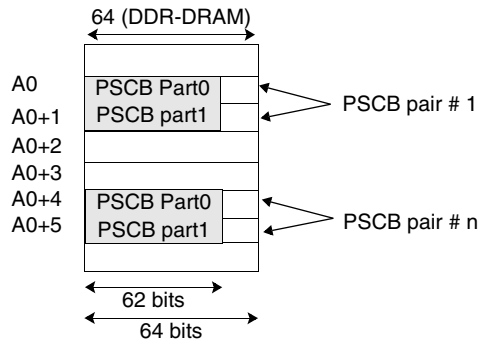 64 (DDR-DRAM)
A0
PSCB Part0
A0+1
PSCB part1
PSCB pair # 1
A0+2
A0+3
A0+4
PSCB Part0
A0+5
PSCB part1
PSCB pair # n
62 bits
64 bits